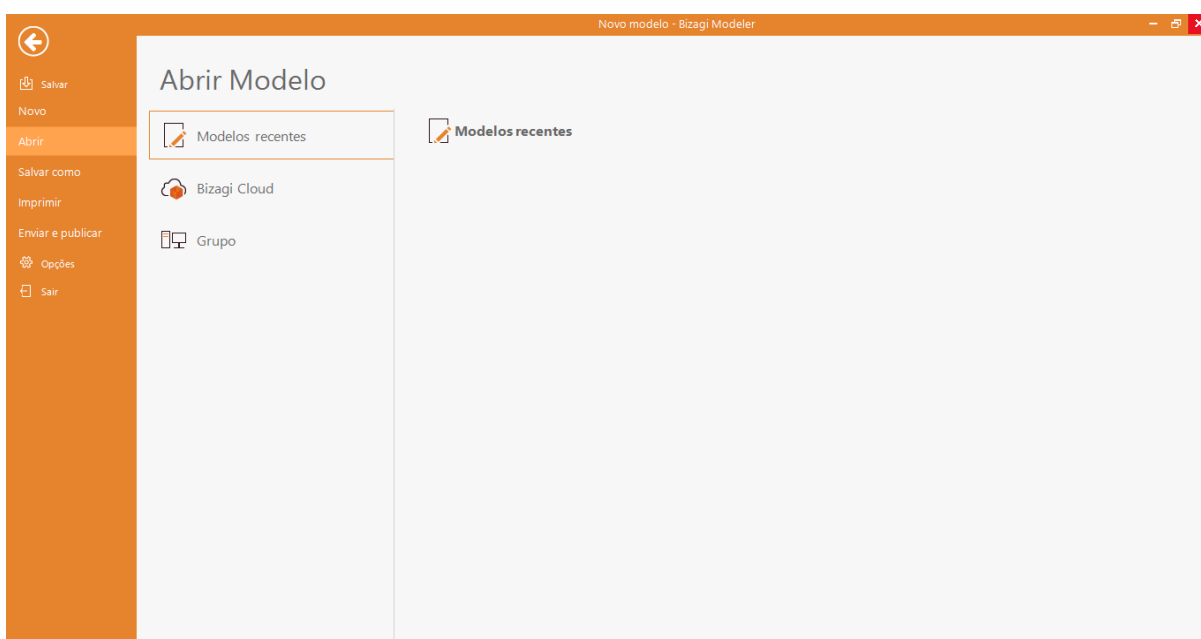 Novo modelo - Bizagi Modeler
Salvar
Novo
Abrir
Salvar como
Imprimir
Enviar e publicar
Opções
Sair
Abrir Modelo
Modelos recentes
Bizagi Cloud
Grupo
Modelos recentes